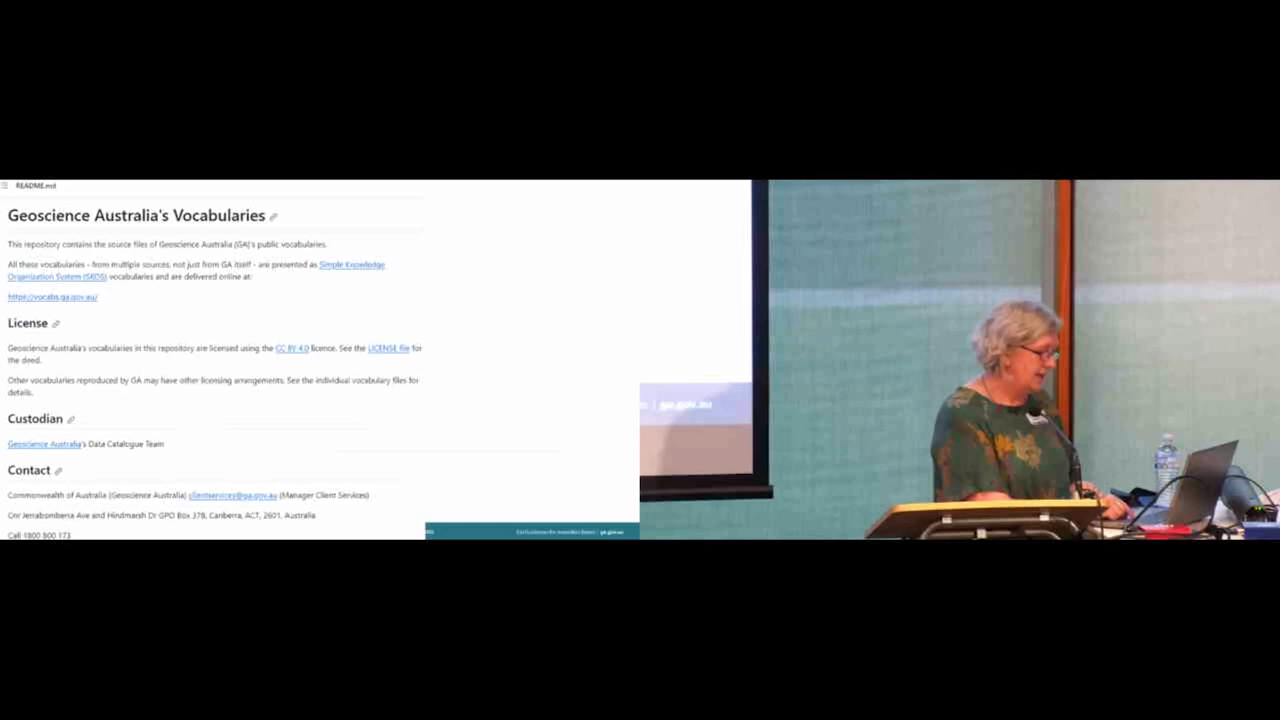 README.md
Geoscience Australia's Vocabularies
This repository contains the source files of Geoscience Australia (GA)'s public vocabularies.
All these vocabularies - from multiple sources, not just from GA itself - are presented as Simple Knowledge
Organization System (SKOS) vocabularies and are delivered online at:
https://vocabs.ga.gov.au/
License
Geoscience Australia's vocabularies in this repository are licensed using the CC BY 4.0 licence. See the LICENSE file for
the deed.
Other vocabularies reproduced by GA may have other licensing arrangements. See the individual vocabulary files for
details.
Custodian
Geoscience Australia's Data Catalogue Team
Contact
Commonwealth of Australia (Geoscience Australia) clientservices@ga.gov.au (Manager Client Services)
Cnr Jerrabomberra Ave and Hindmarsh Dr GPO Box 378, Canberra, ACT, 2601, Australia
Call 1800 800 173
| ga.gov.au
| ga.gov.au